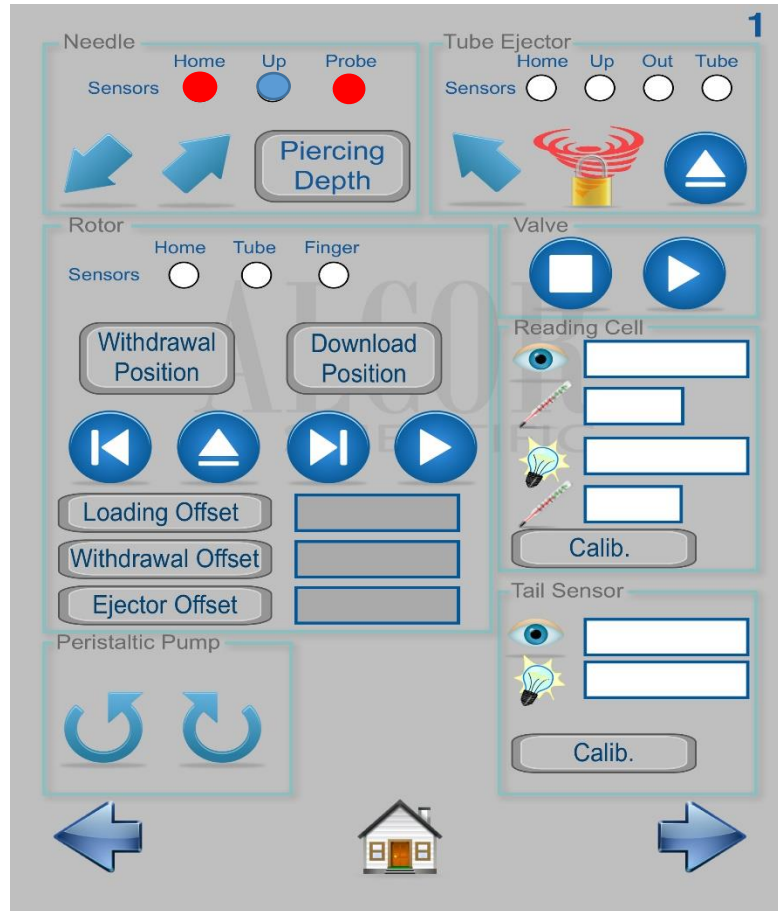 1
Needle
Home Up Probe
Sensors
Piercing
Depth
Tube Ejector
Home Up Out Tube
Sensors
Rotor
Home Tube Finger
Sensors
Withdrawal
Position
Download
Position
Loading Offset
Withdrawal Offset
Ejector Offset
Valve
Reading Cell
Calib.
Tail Sensor
Calib.
Peristaltic Pump
ALCOR
SCIENTIFIC